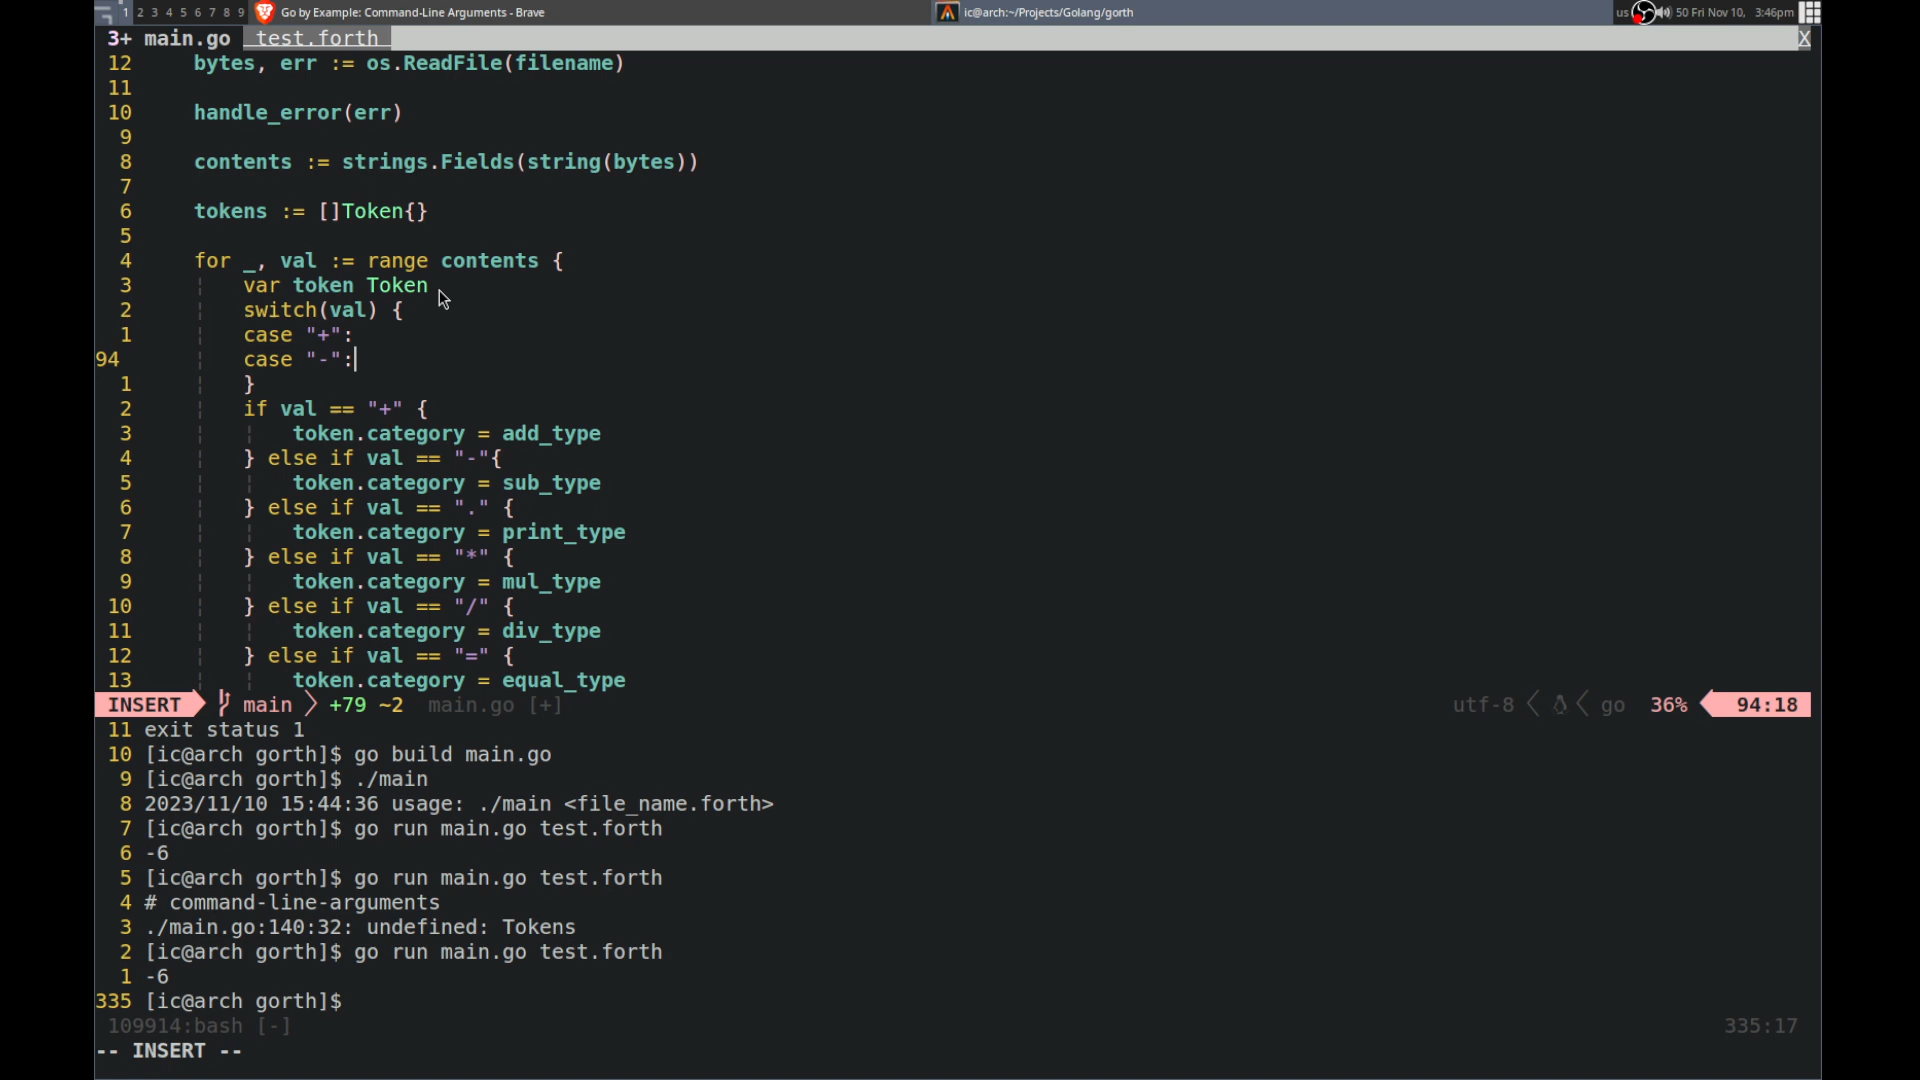 1 2 3 4 5 6 7 8 9 Go by Example: Command-Line Arguments - Brave ic@arch:~/Projects/Golang/gorth us 50 Fri Nov 10, 3:46pm
3+ main.go test.forth X
12 bytes, err := os.ReadFile(filename)
11
10 handle_error(err)
9
8 contents := strings.Fields(string(bytes))
7
6 tokens := []Token{}
5
4 for _, val := range contents {
3 var token Token
2 switch(val) {
1 case "+":
94 case "-":
1 }
2 if val == "+" {
3 token.category = add_type
4 } else if val == "-"{
5 token.category = sub_type
6 } else if val == "." {
7 token.category = print_type
8 } else if val == "*" {
9 token.category = mul_type
10 } else if val == "/" {
11 token.category = div_type
12 } else if val == "=" {
13 token.category = equal_type
INSERT main +79 ~2 main.go [+] utf-8 go 36% 94:18
11 exit status 1
10 [ic@arch gorth]$ go build main.go
9 [ic@arch gorth]$ ./main
8 2023/11/10 15:44:36 usage: ./main <file_name.forth>
7 [ic@arch gorth]$ go run main.go test.forth
6 -6
5 [ic@arch gorth]$ go run main.go test.forth
4 # command-line-arguments
3 ./main.go:140:32: undefined: Tokens
2 [ic@arch gorth]$ go run main.go test.forth
1 -6
335 [ic@arch gorth]$
109914:bash [-] 335:17
-- INSERT --